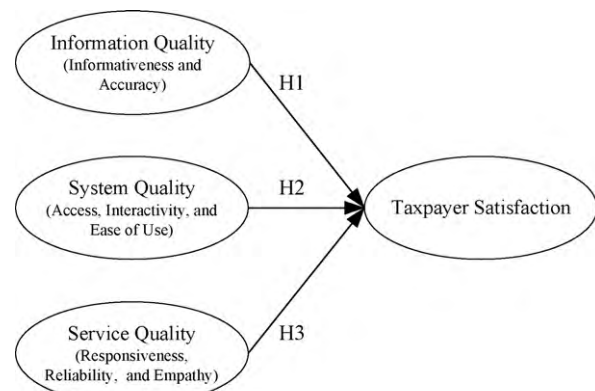 Information Quality
(Informativeness and
Accuracy)
H1
System Quality
(Access, Interactivity, and
Ease of Use)
H2
Taxpayer Satisfaction
Service Quality
(Responsiveness,
Reliability, and Empathy)
H3